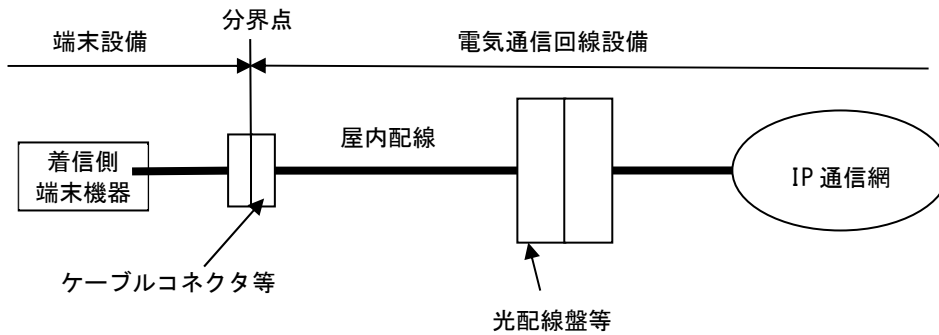 分界点
端末設備
電気通信回線設備
屋内配線
着信側
端末機器
IP 通信網
ケーブルコネクタ等
光配線盤等